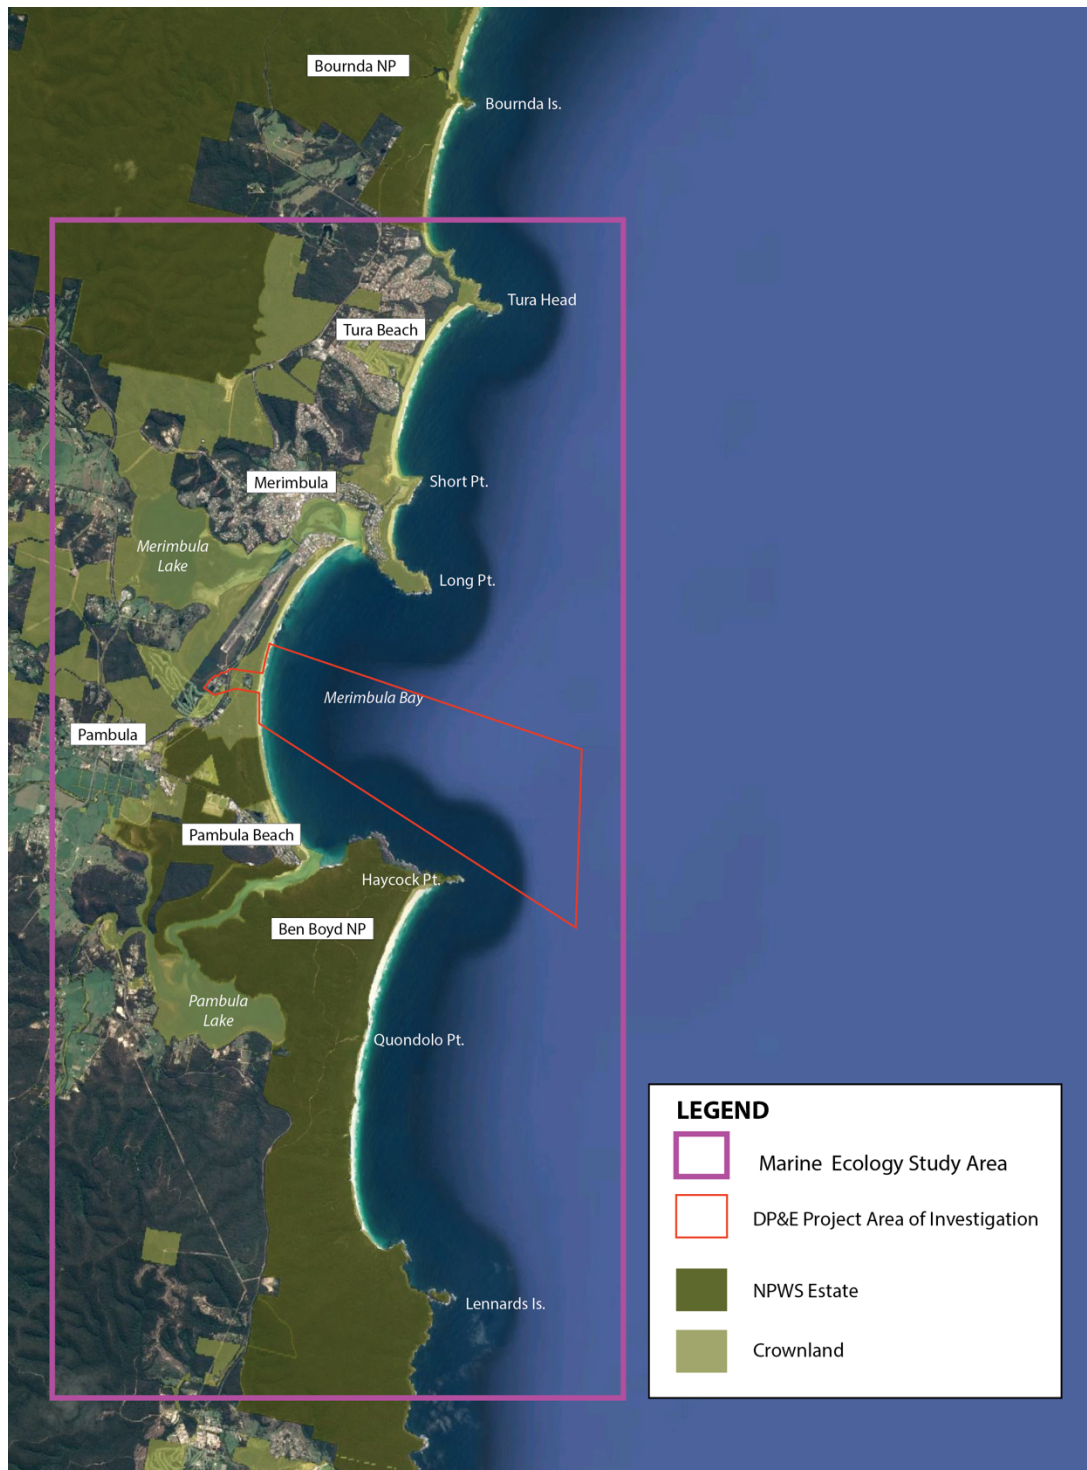 Bournda NP
Bournda Is.
Tura Head
Tura Beach
Short Pt.
Merimbula
Merimbula
Lake
Long Pt.
Merimbula Bay
Pambula
Pambula Beach
Haycock Pt.
Ben Boyd NP
Pambula
Lake
Quondolo Pt.
Lennards Is.
LEGEND
Marine Ecology Study Area
DP&E Project Area of Investigation
NPWS Estate
Crownland